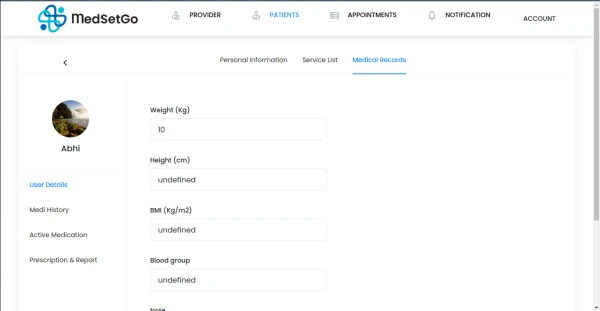 MedSetGo
PROVIDER
PATIENTS
APPOINTMENTS
NOTIFICATION
ACCOUNT
Personal Information
Service List
Medical Records
Abhi
User Details
Medi History
Active Medication
Prescription & Report
Weight (Kg)
10
Height (cm)
undefined
BMI (Kg/m2)
undefined
Blood group
undefined